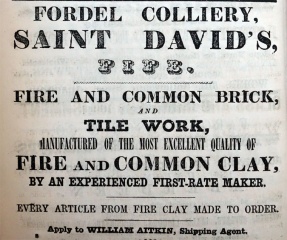 FORDEL COLLIERY,
SAINT DAVID'S,
FIFE.
FIRE AND COMMON BRICK,
AND
TILE WORK,
MANUFACTURED OF THE MOST EXCELLENT QUALITY OF
FIRE AND COMMON CLAY,
BY AN EXPERIENCED FIRST-RATE MAKER.
EVERY ARTICLE FROM FIRE CLAY MADE TO ORDER.
Apply to WILLIAM AITKIN, Shipping Agent.